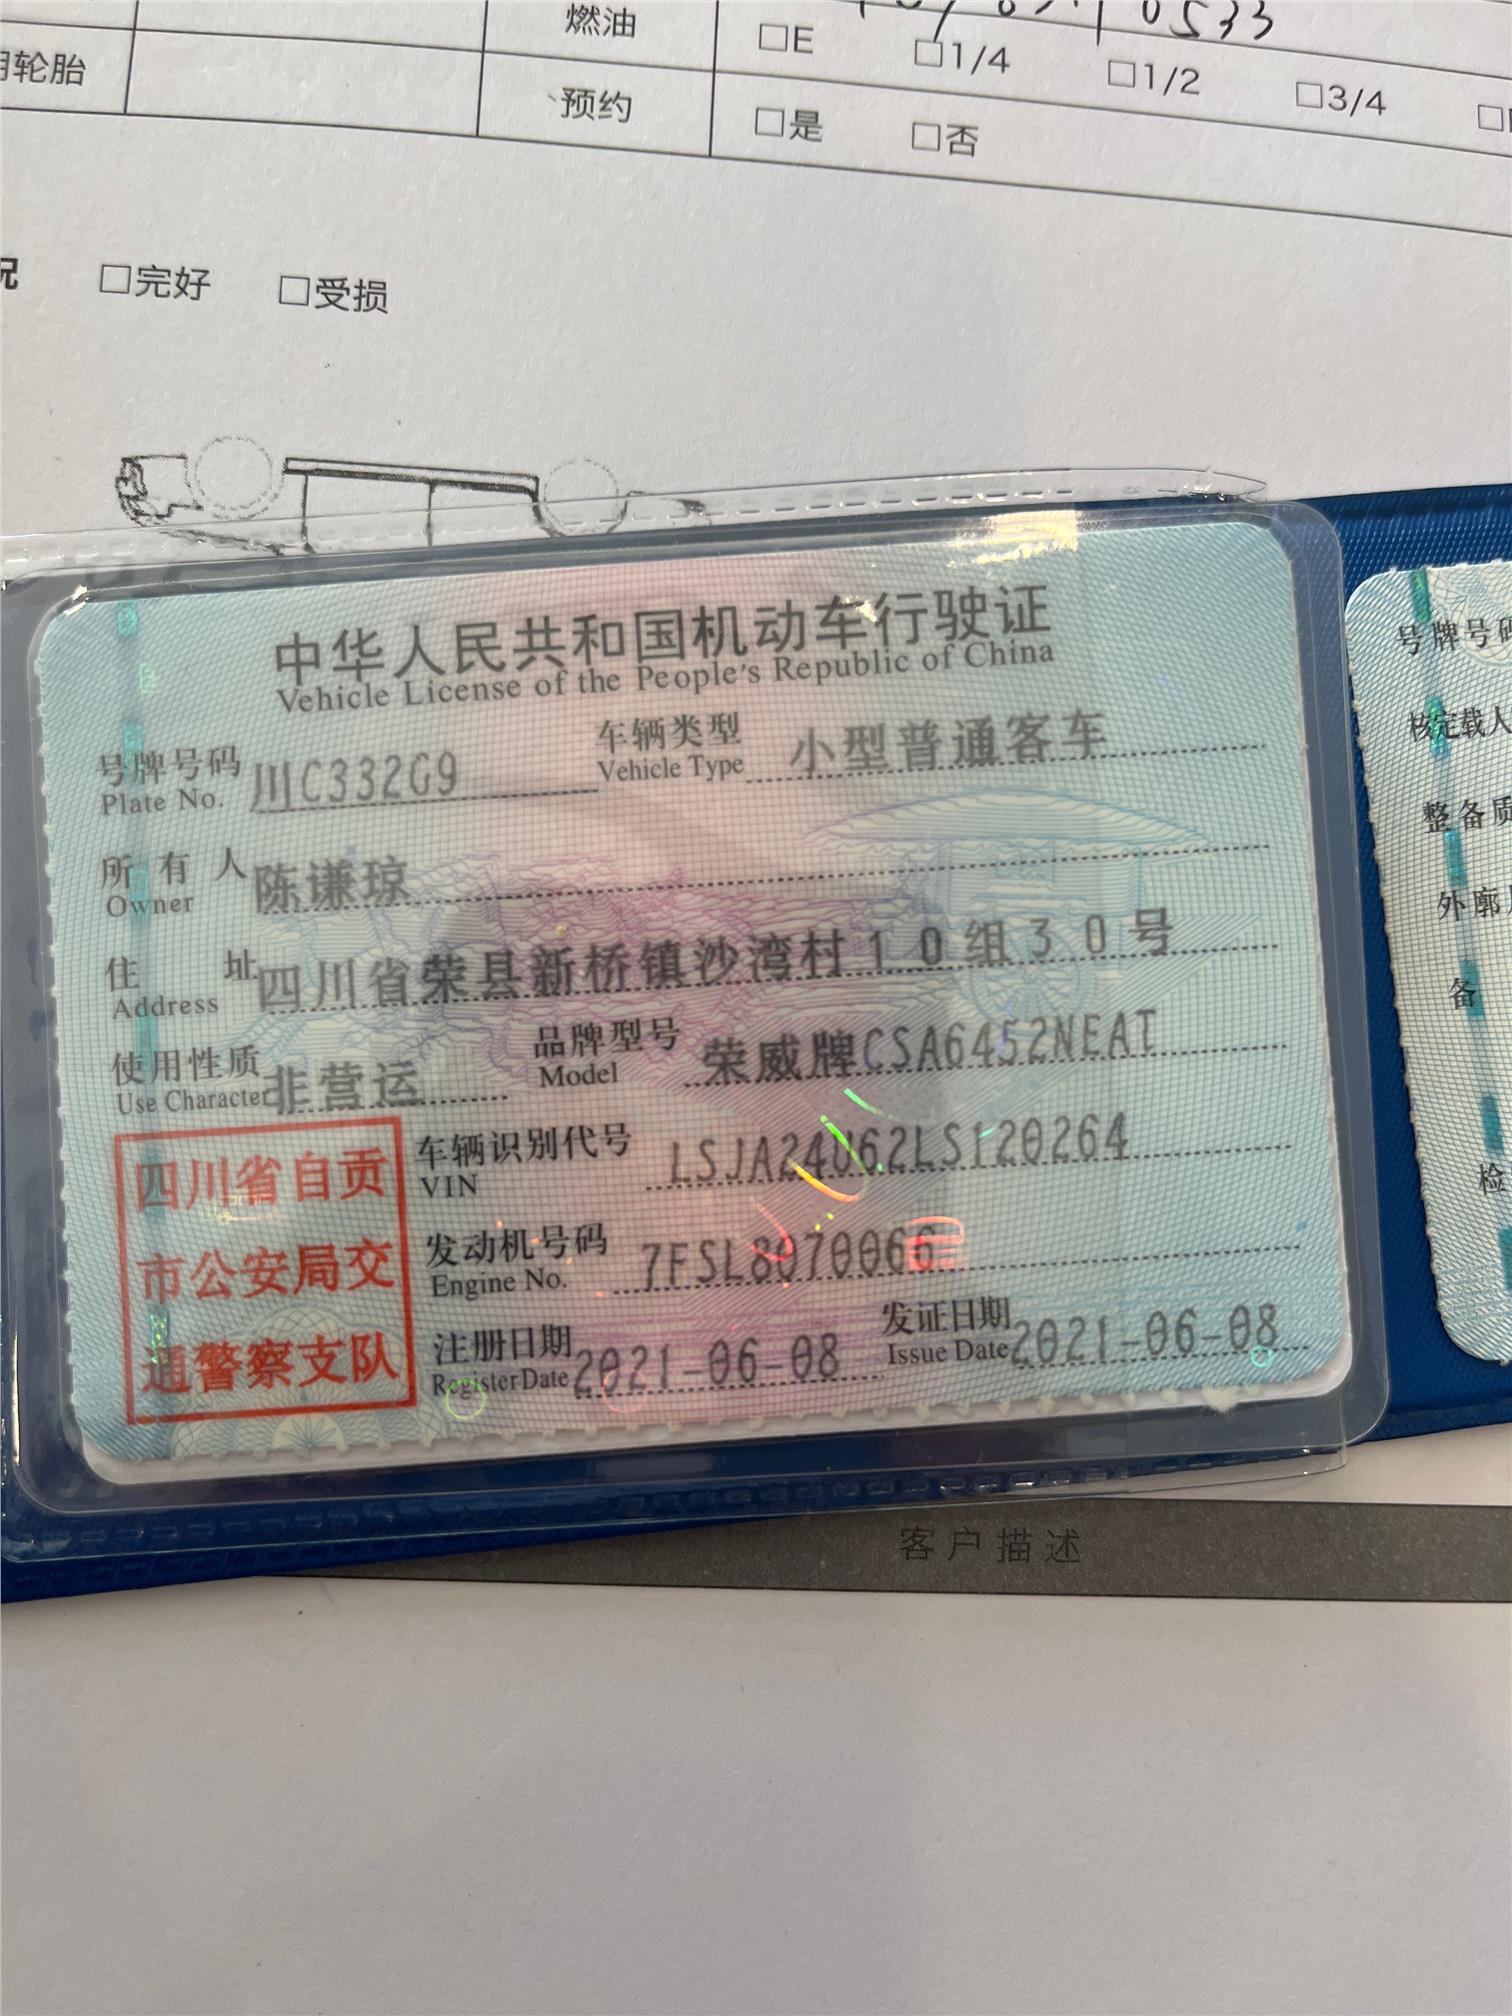 燃油 □E □1/4 □1/2 □3/4
轮胎 预约 □是 □否
况 □完好 □受损
中华人民共和国机动车行驶证
Vehicle License of the People's Republic of China
号牌号码 川C332G9 车辆类型 小型普通客车
Plate No. Vehicle Type
所有人 陈谦琼
Owner
住址 四川省荣县新桥镇沙湾村10组30号
Address
使用性质 非营运 品牌型号 荣威牌CSA6452NEAT
Use Character Model
四川省自贡
市公安局交
通警察支队
车辆识别代号 LSJA24U62LS120264
VIN
发动机号码 7FSL8070066
Engine No.
注册日期 2021-06-08 发证日期 2021-06-08
Register Date Issue Date
号牌号码
核定载人
整备质
外廓
备
检
客户描述